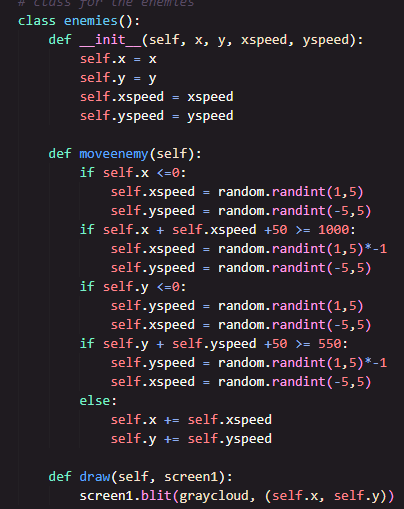 # class for the enemies
class enemies():
    def __init__(self, x, y, xspeed, yspeed):
        self.x = x
        self.y = y
        self.xspeed = xspeed
        self.yspeed = yspeed

    def moveenemy(self):
        if self.x <=0:
            self.xspeed = random.randint(1,5)
            self.yspeed = random.randint(-5,5)
        if self.x + self.xspeed +50 >= 1000:
            self.xspeed = random.randint(1,5)*-1
            self.yspeed = random.randint(-5,5)
        if self.y <=0:
            self.yspeed = random.randint(1,5)
            self.xspeed = random.randint(-5,5)
        if self.y + self.yspeed +50 >= 550:
            self.yspeed = random.randint(1,5)*-1
            self.xspeed = random.randint(-5,5)
        else:
            self.x += self.xspeed
            self.y += self.yspeed

    def draw(self, screen1):
        screen1.blit(graycloud, (self.x, self.y))